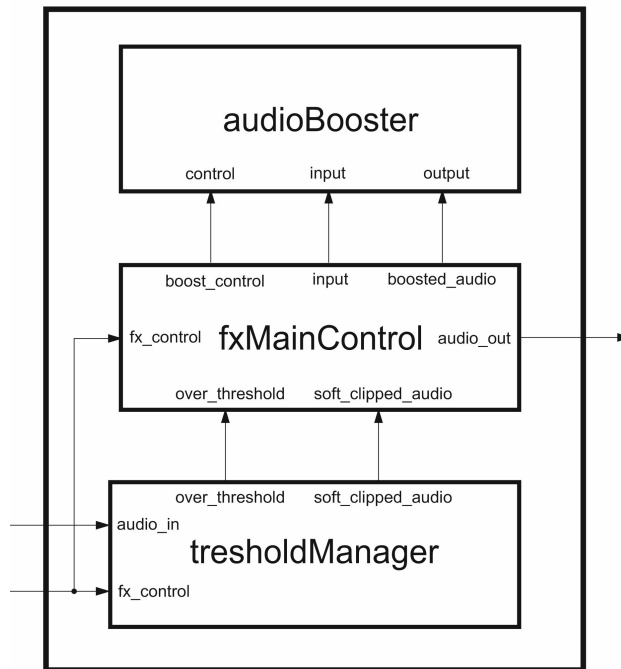 audioBooster
control input output
boost_control input boosted_audio
fx_control fxMainControl audio_out
over_threshold soft_clipped_audio
over_threshold soft_clipped_audio
audio_in
tresholdManager
fx_control